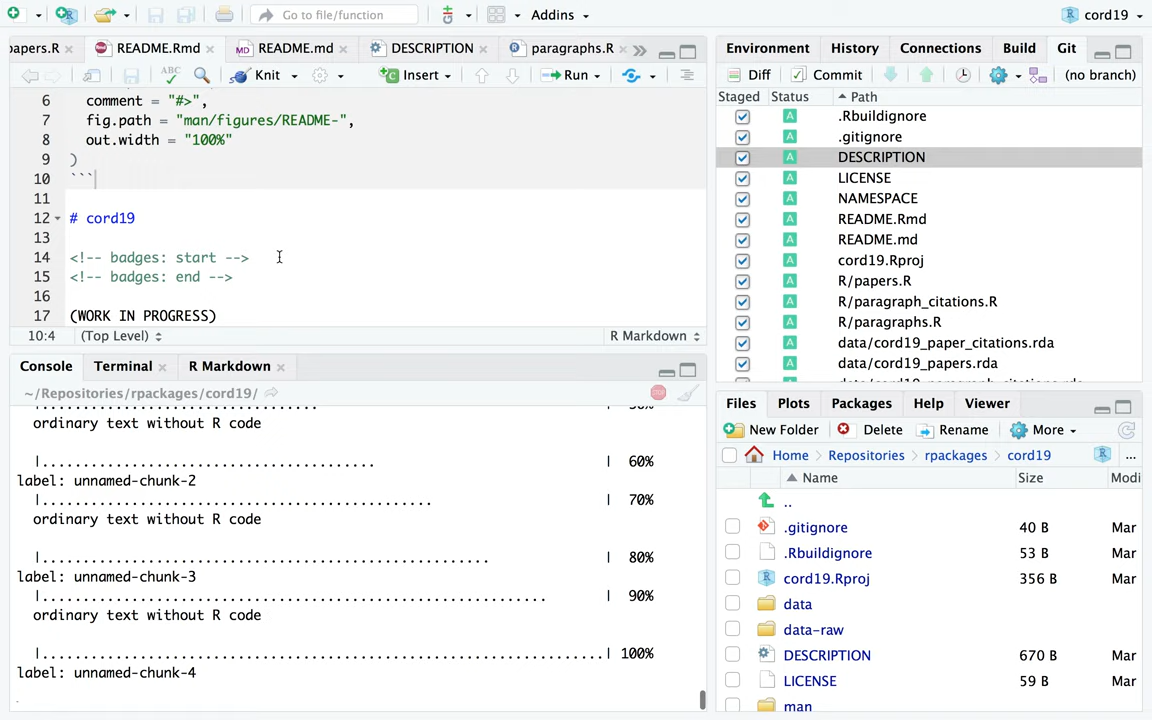 Go to file/function
Addins
cord19
papers.R
README.Rmd
README.md
DESCRIPTION
paragraphs.R
ABC
Knit
Insert
Run
6 comment = "#>",
7 fig.path = "man/figures/README-",
8 out.width = "100%"
9 )
10 ```
11
12 # cord19
13
14 <!-- badges: start -->
15 <!-- badges: end -->
16
17 (WORK IN PROGRESS)
10:4 (Top Level) R Markdown
Console Terminal R Markdown
~/Repositories/rpackages/cord19/
ordinary text without R code
|....................................... | 60%
label: unnamed-chunk-2
|............................................. | 70%
ordinary text without R code
|................................................... | 80%
label: unnamed-chunk-3
|......................................................... | 90%
ordinary text without R code
|................................................................| 100%
label: unnamed-chunk-4
Environment History Connections Build Git
Diff Commit (no branch)
Staged Status Path
A .Rbuildignore
A .gitignore
A DESCRIPTION
A LICENSE
A NAMESPACE
A README.Rmd
A README.md
A cord19.Rproj
A R/papers.R
A R/paragraph_citations.R
A R/paragraphs.R
A data/cord19_paper_citations.rda
A data/cord19_papers.rda
Files Plots Packages Help Viewer
New Folder Delete Rename More
Home Repositories rpackages cord19 ...
Name Size Modi
..
.gitignore 40 B Mar
.Rbuildignore 53 B Mar
cord19.Rproj 356 B Mar
data
data-raw
DESCRIPTION 670 B Mar
LICENSE 59 B Mar
man